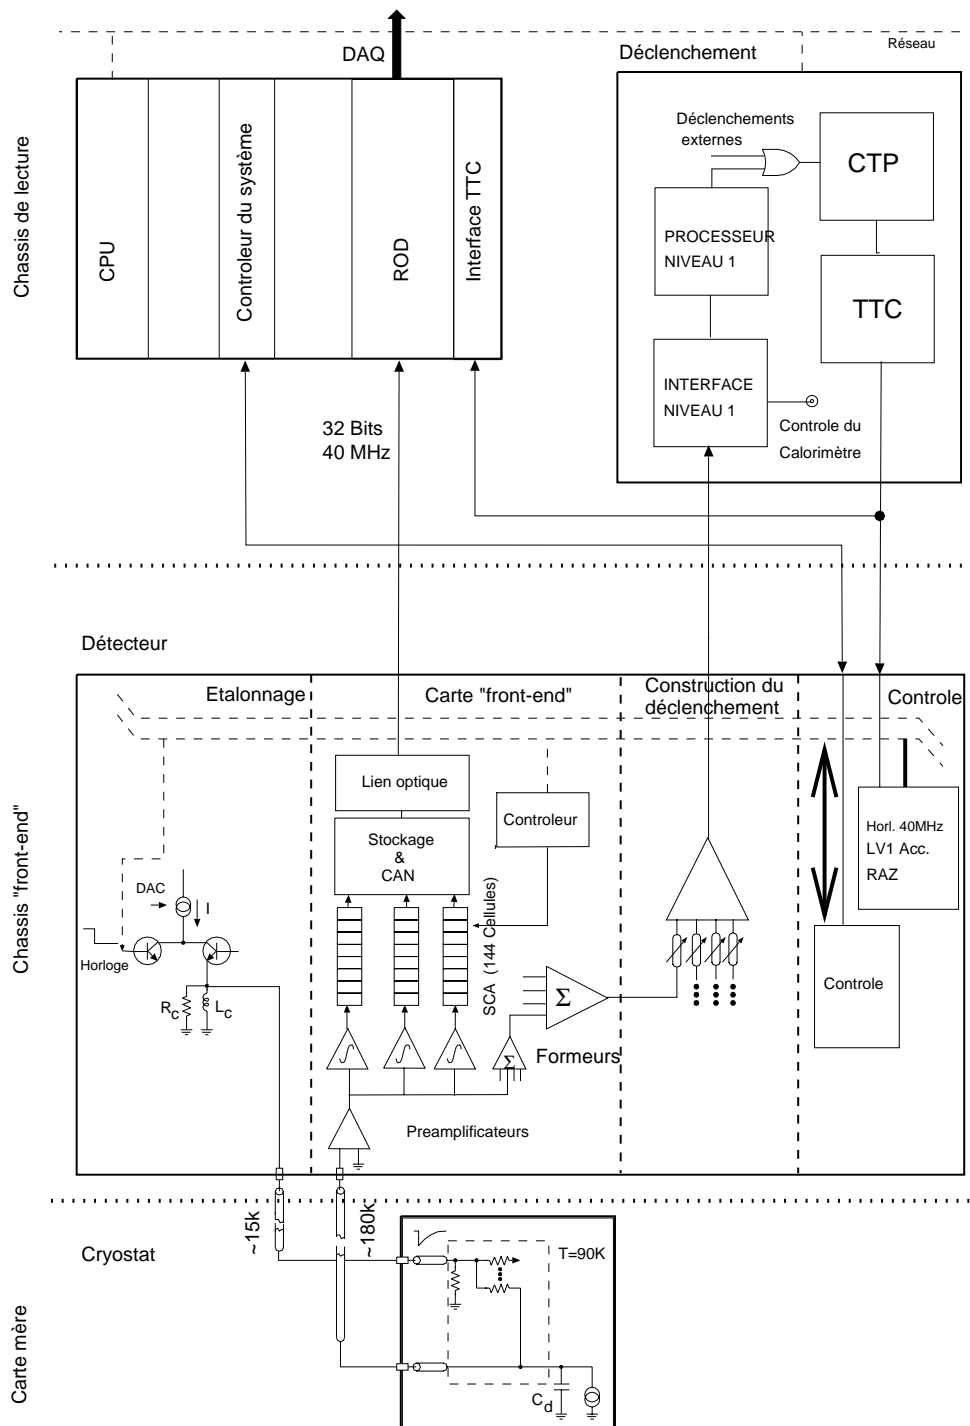 Réseau
DAQ
Déclenchement
Déclenchements
externes
CTP
Chassis de lecture
CPU
Controleur du système
ROD
Interface TTC
PROCESSEUR
NIVEAU 1
TTC
INTERFACE
NIVEAU 1
Controle du
Calorimètre
32 Bits
40 MHz
Détecteur
Etalonnage
Carte "front-end"
Construction du
déclenchement
Controle
Chassis "front-end"
Lien optique
Controleur
Stockage
&
CAN
Horl. 40MHz
LV1 Acc.
RAZ
DAC
I
Horloge
SCA (144 Cellules)
Controle
Rc
Lc
Σ
Σ
Formeurs
Preamplificateurs
~15k
~180k
Cryostat
T=90K
Carte mère
Cd